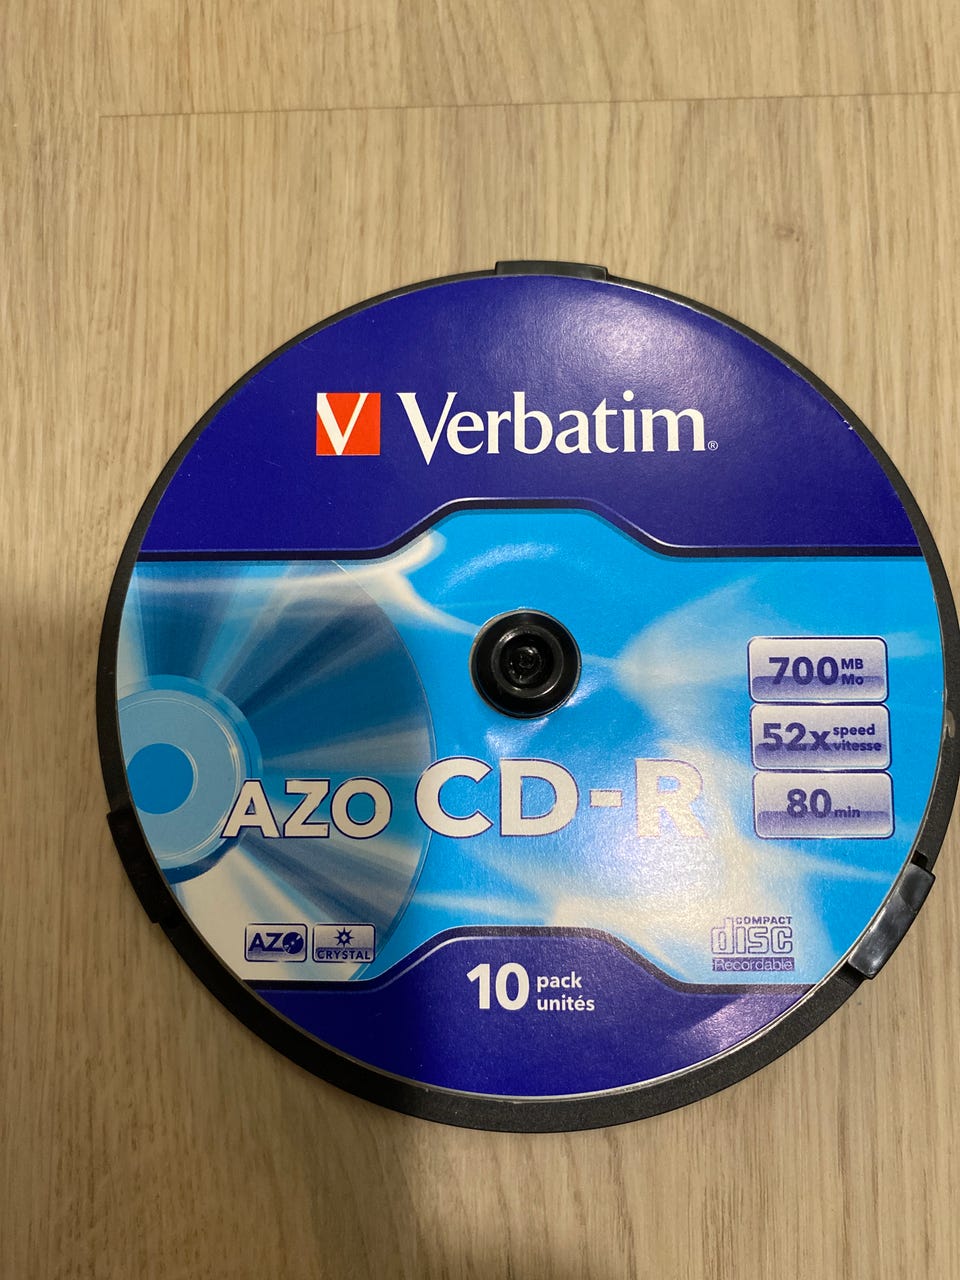 V Verbatim®
700 MB Mo
52x speed vitesse
80 min
AZO CD-R
AZO
CRYSTAL
COMPACT
disc
Recordable
10 pack
unités